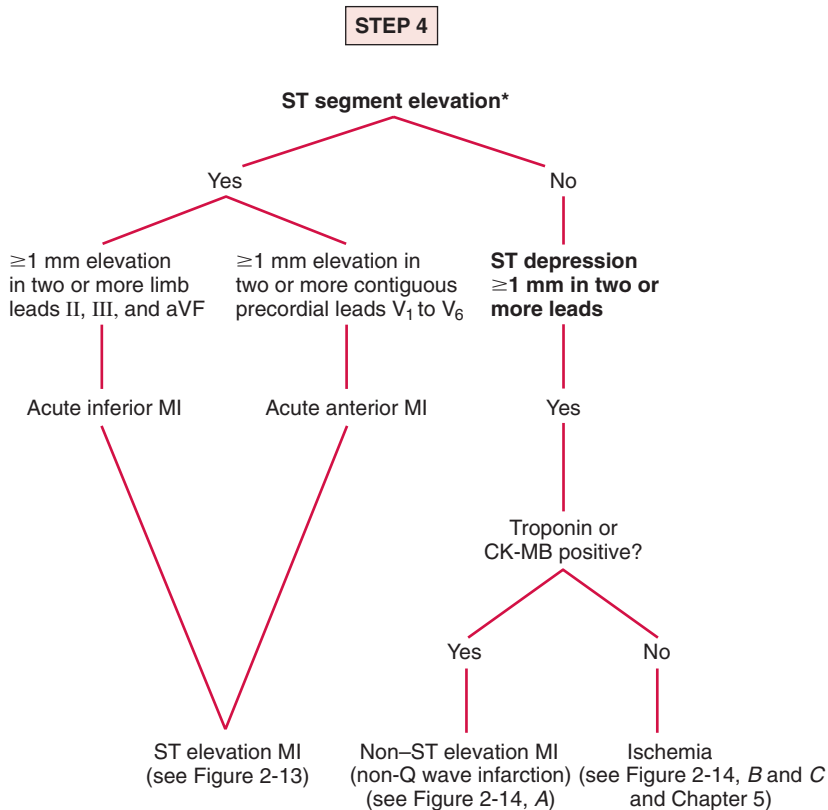 STEP 4
ST segment elevation*
Yes
No
≥1 mm elevation
in two or more limb
leads II, III, and aVF
≥1 mm elevation in
two or more contiguous
precordial leads V₁ to V₆
ST depression
≥1 mm in two or
more leads
Acute inferior MI
Acute anterior MI
Yes
Troponin or
CK-MB positive?
Yes
No
ST elevation MI
(see Figure 2-13)
Non–ST elevation MI
(non-Q wave infarction)
(see Figure 2-14, A)
Ischemia
(see Figure 2-14, B and C
and Chapter 5)